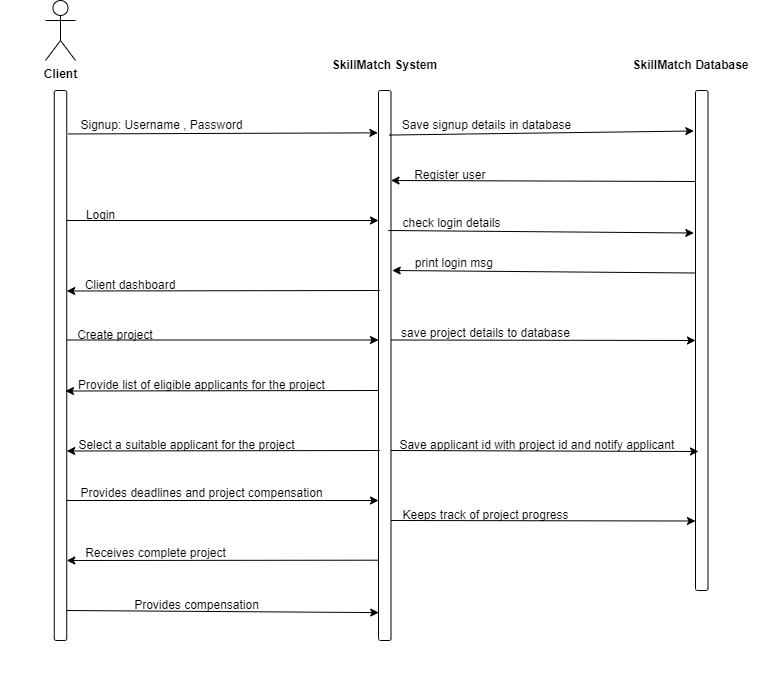 Client
SkillMatch System
SkillMatch Database
Signup: Username , Password
Save signup details in database
Register user
Login
check login details
print login msg
Client dashboard
Create project
save project details to database
Provide list of eligible applicants for the project
Select a suitable applicant for the project
Save applicant id with project id and notify applicant
Provides deadlines and project compensation
Keeps track of project progress
Receives complete project
Provides compensation